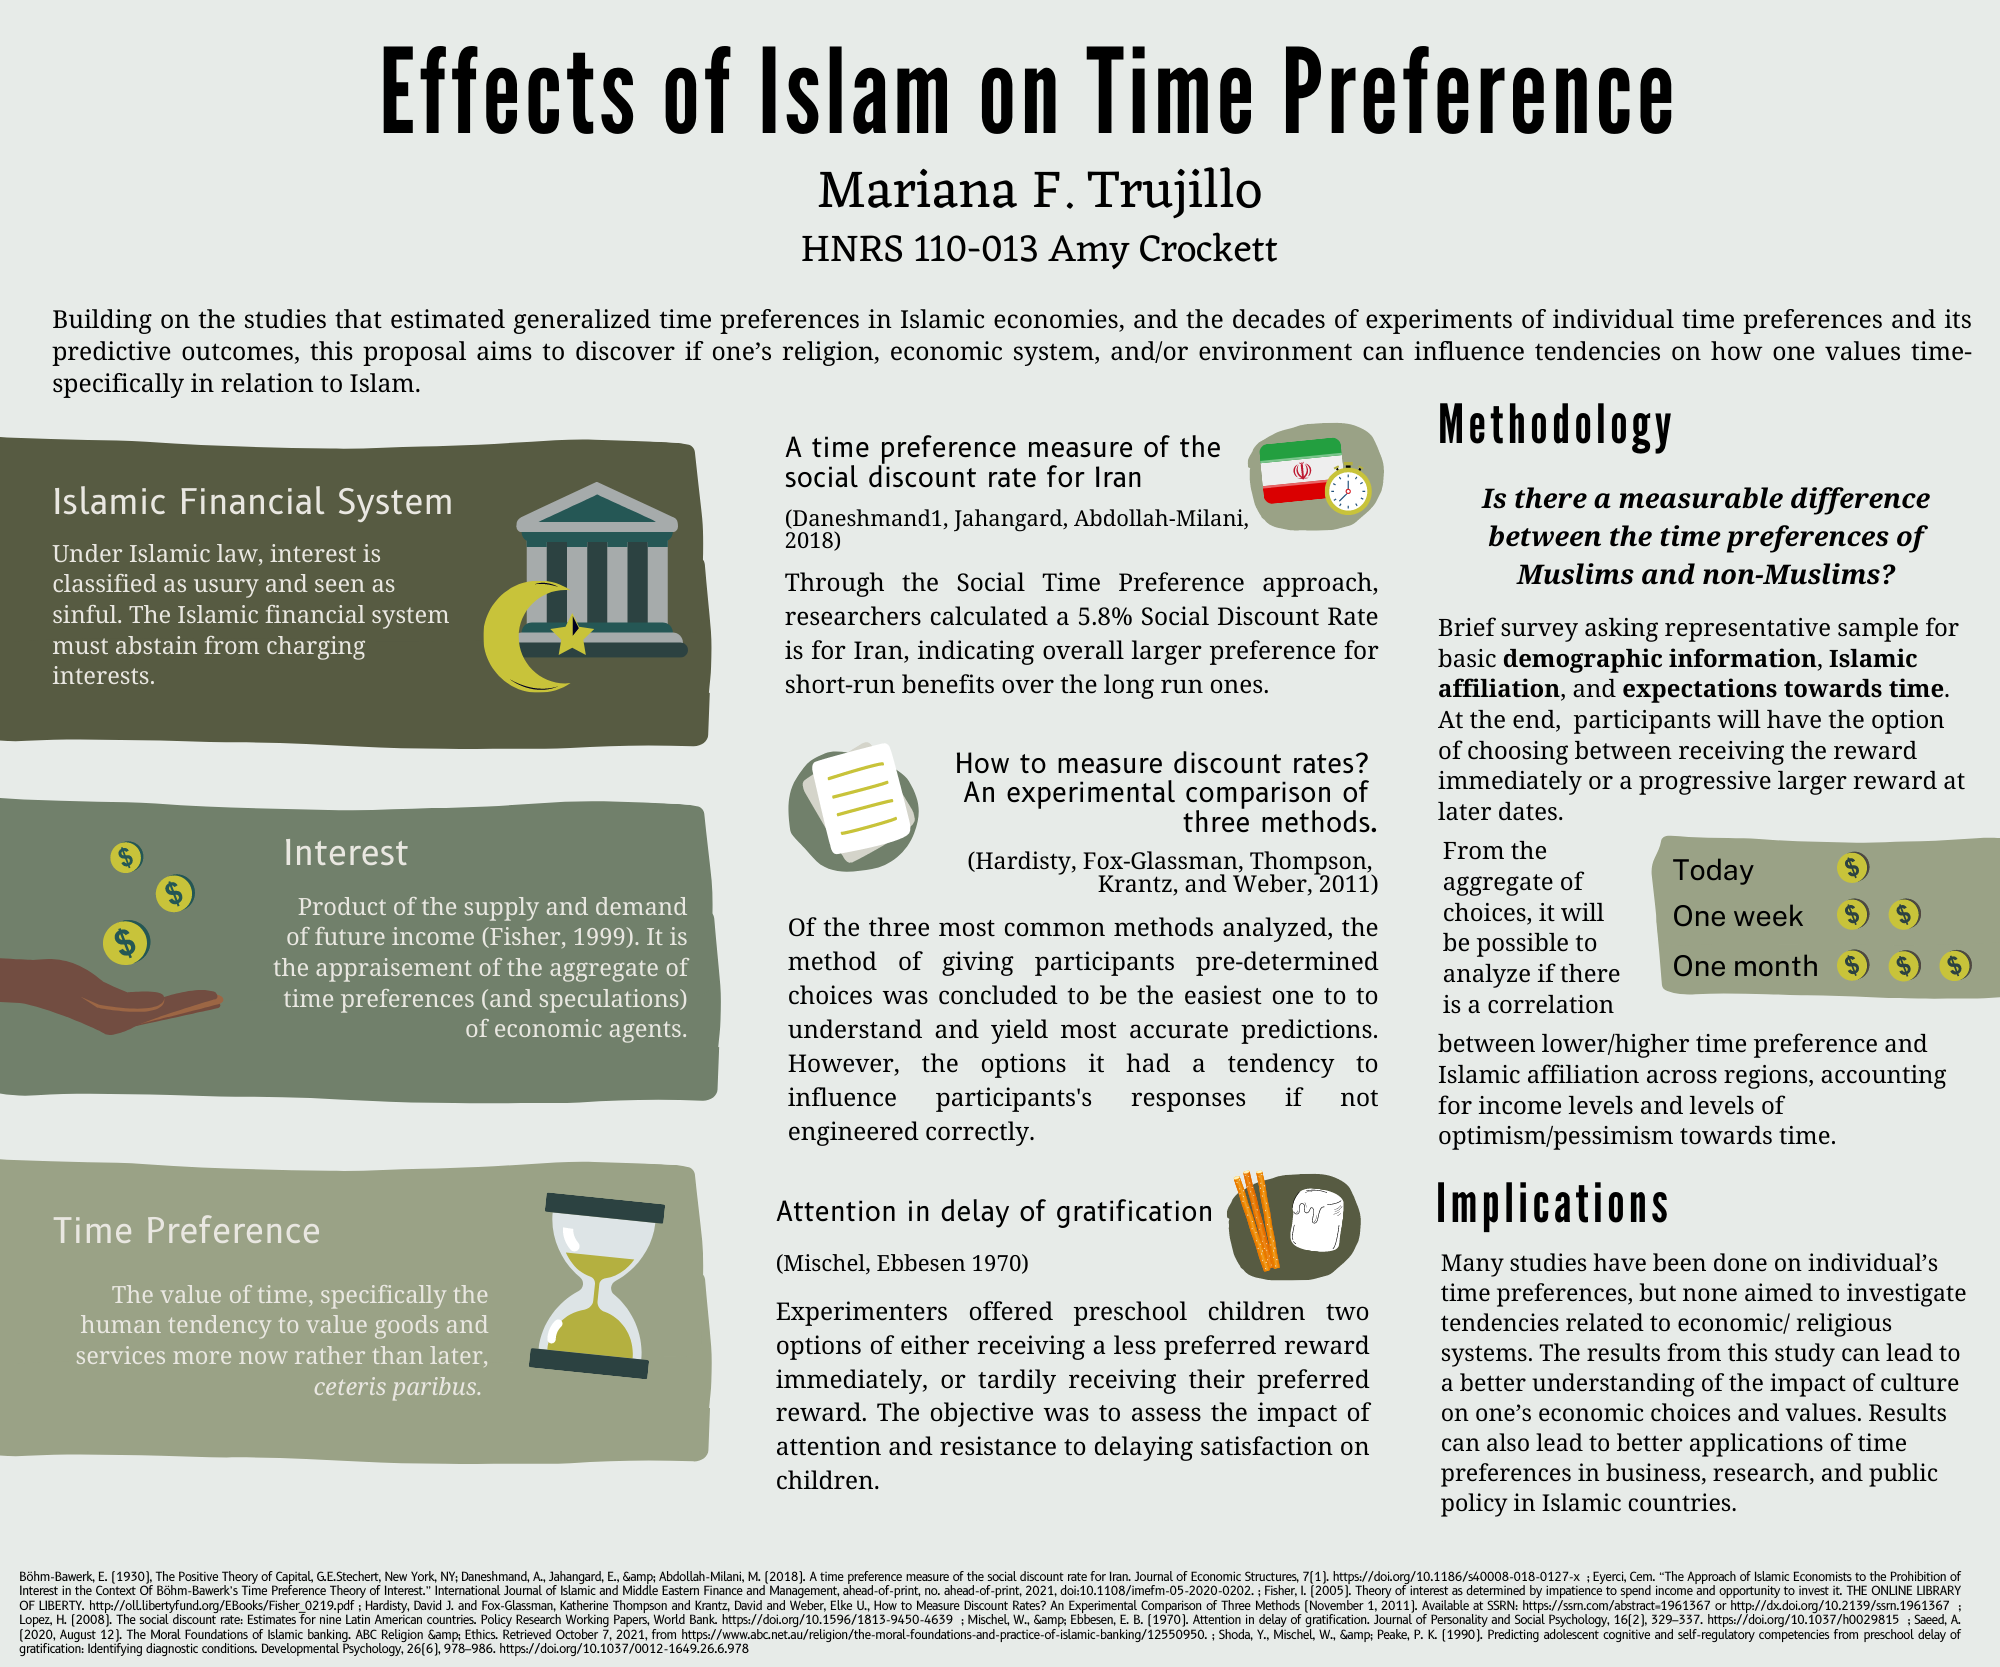 Effects of Islam on Time Preference
Mariana F. Trujillo
HNRS 110-013 Amy Crockett
Building on the studies that estimated generalized time preferences in Islamic economies, and the decades of experiments of individual time preferences and its
predictive outcomes, this proposal aims to discover if one’s religion, economic system, and/or environment can influence tendencies on how one values time-
specifically in relation to Islam.
Islamic Financial System
Under Islamic law, interest is
classified as usury and seen as
sinful. The Islamic financial system
must abstain from charging
interests.
Interest
Product of the supply and demand
of future income (Fisher, 1999). It is
the appraisement of the aggregate of
time preferences (and speculations)
of economic agents.
Time Preference
The value of time, specifically the
human tendency to value goods and
services more now rather than later,
ceteris paribus.
A time preference measure of the
social discount rate for Iran
(Daneshmand1, Jahangard, Abdollah-Milani,
2018)
Through the Social Time Preference approach,
researchers calculated a 5.8% Social Discount Rate
is for Iran, indicating overall larger preference for
short-run benefits over the long run ones.
How to measure discount rates?
An experimental comparison of
three methods.
(Hardisty, Fox-Glassman, Thompson,
Krantz, and Weber, 2011)
Of the three most common methods analyzed, the
method of giving participants pre-determined
choices was concluded to be the easiest one to to
understand and yield most accurate predictions.
However, the options it had a tendency to
influence participants's responses if not
engineered correctly.
Attention in delay of gratification
(Mischel, Ebbesen 1970)
Experimenters offered preschool children two
options of either receiving a less preferred reward
immediately, or tardily receiving their preferred
reward. The objective was to assess the impact of
attention and resistance to delaying satisfaction on
children.
Methodology
Is there a measurable difference
between the time preferences of
Muslims and non-Muslims?
Brief survey asking representative sample for
basic demographic information, Islamic
affiliation, and expectations towards time.
At the end, participants will have the option
of choosing between receiving the reward
immediately or a progressive larger reward at
later dates.
From the
aggregate of
choices, it will
be possible to
analyze if there
is a correlation
Today $
One week $ $
One month $ $ $
between lower/higher time preference and
Islamic affiliation across regions, accounting
for income levels and levels of
optimism/pessimism towards time.
Implications
Many studies have been done on individual’s
time preferences, but none aimed to investigate
tendencies related to economic/ religious
systems. The results from this study can lead to
a better understanding of the impact of culture
on one’s economic choices and values. Results
can also lead to better applications of time
preferences in business, research, and public
policy in Islamic countries.
Böhm-Bawerk, E. (1930), The Positive Theory of Capital, G.E.Stechert, New York, NY; Daneshmand, A., Jahangard, E., &amp; Abdollah-Milani, M. (2018). A time preference measure of the social discount rate for Iran. Journal of Economic Structures, 7(1). https://doi.org/10.1186/s40008-018-0127-x ; Eyerci, Cem. “The Approach of Islamic Economists to the Prohibition of
Interest in the Context Of Böhm-Bawerk's Time Preference Theory of Interest.” International Journal of Islamic and Middle Eastern Finance and Management, ahead-of-print, no. ahead-of-print, 2021, doi:10.1108/imefm-05-2020-0202. ; Fisher, I. (2005). Theory of interest as determined by impatience to spend income and opportunity to invest it. THE ONLINE LIBRARY
OF LIBERTY. http://oll.libertyfund.org/EBooks/Fisher_0219.pdf ; Hardisty, David J. and Fox-Glassman, Katherine Thompson and Krantz, David and Weber, Elke U., How to Measure Discount Rates? An Experimental Comparison of Three Methods (November 1, 2011). Available at SSRN: https://ssrn.com/abstract=1961367 or http://dx.doi.org/10.2139/ssrn.1961367 ;
Lopez, H. (2008). The social discount rate: Estimates for nine Latin American countries. Policy Research Working Papers, World Bank. https://doi.org/10.1596/1813-9450-4639 ; Mischel, W., &amp; Ebbesen, E. B. (1970). Attention in delay of gratification. Journal of Personality and Social Psychology, 16(2), 329–337. https://doi.org/10.1037/h0029815 ; Saeed, A.
(2020, August 12). The Moral Foundations of Islamic banking. ABC Religion &amp; Ethics. Retrieved October 7, 2021, from https://www.abc.net.au/religion/the-moral-foundations-and-practice-of-islamic-banking/12550950. ; Shoda, Y., Mischel, W., &amp; Peake, P. K. (1990). Predicting adolescent cognitive and self-regulatory competencies from preschool delay of
gratification: Identifying diagnostic conditions. Developmental Psychology, 26(6), 978–986. https://doi.org/10.1037/0012-1649.26.6.978